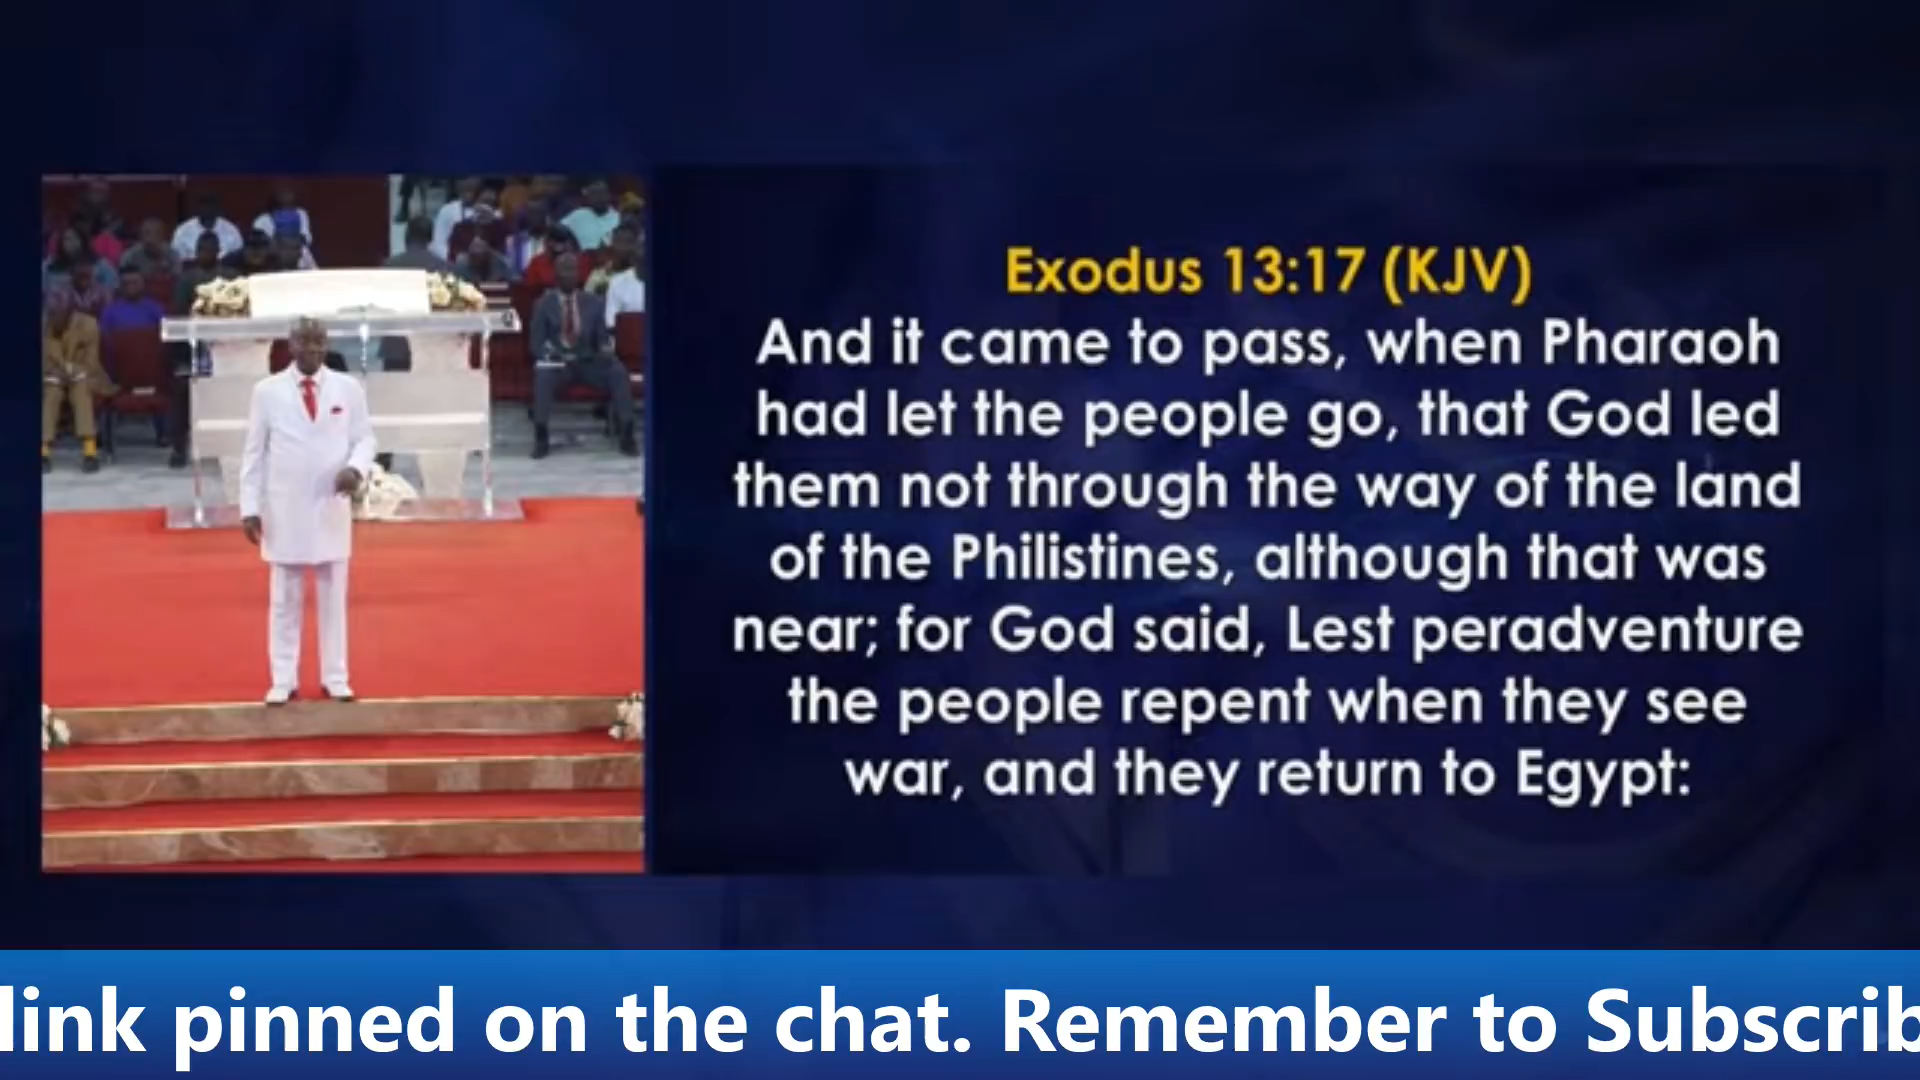 Exodus 13:17 (KJV)
And it came to pass, when Pharaoh
had let the people go, that God led
them not through the way of the land
of the Philistines, although that was
near; for God said, Lest peradventure
the people repent when they see
war, and they return to Egypt:
link pinned on the chat. Remember to Subscrib